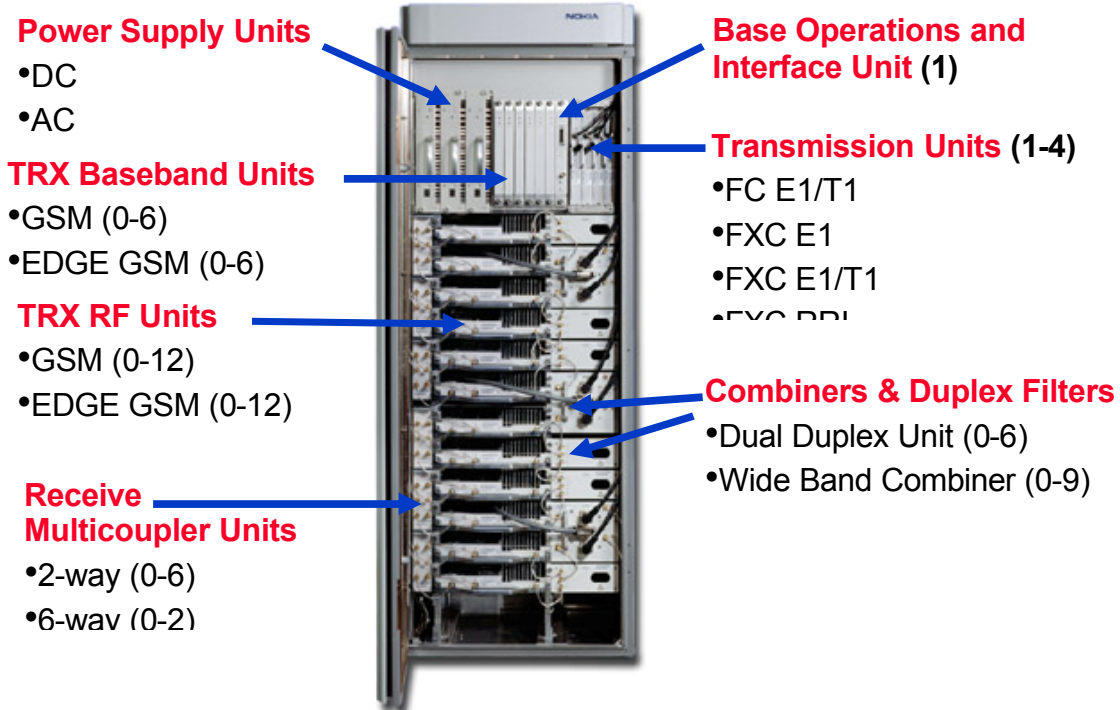 NOKIA
Power Supply Units
•DC
•AC
TRX Baseband Units
•GSM (0-6)
•EDGE GSM (0-6)
TRX RF Units
•GSM (0-12)
•EDGE GSM (0-12)
Receive
Multicoupler Units
•2-way (0-6)
•6-way (0-2)
Base Operations and
Interface Unit (1)
Transmission Units (1-4)
•FC E1/T1
•FXC E1
•FXC E1/T1
•FXC RRI
Combiners & Duplex Filters
•Dual Duplex Unit (0-6)
•Wide Band Combiner (0-9)